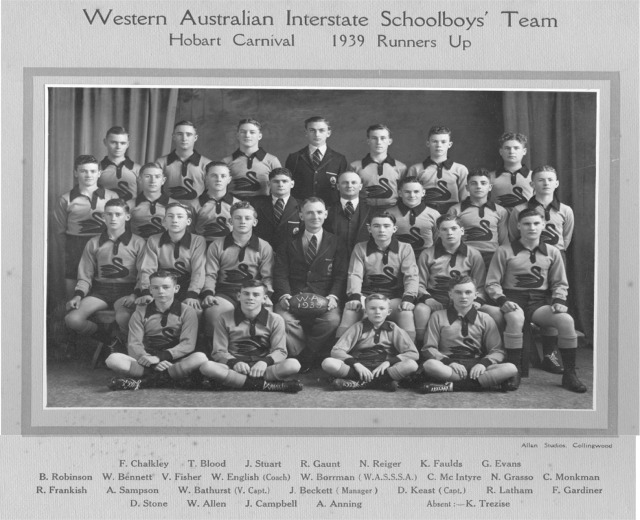 Western Australian Interstate Schoolboys' Team
Hobart Carnival 1939 Runners Up
W.A.
1939
Allan Studios, Collingwood
F. Chalkley T. Blood J. Stuart R. Gaunt N. Reiger K. Faulds G. Evans
B. Robinson W. Bennett V. Fisher W. English (Coach) W. Borrman (W.A.S.S.S.A.) C. Mc Intyre N. Grasso C. Monkman
R. Frankish A. Sampson W. Bathurst (V. Capt.) J. Beckett (Manager) D. Keast (Capt.) R. Latham F. Gardiner
D. Stone W. Allen J. Campbell A. Anning Absent :— K. Trezise